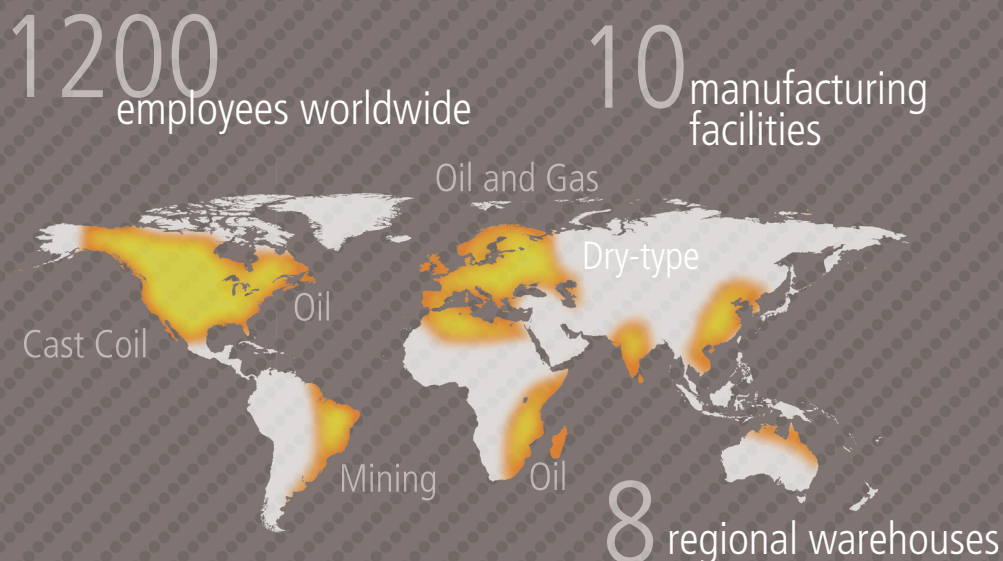 1200
employees worldwide
10
manufacturing
facilities
Oil and Gas
Dry-type
Oil
Cast Coil
Mining
Oil
8
regional warehouses